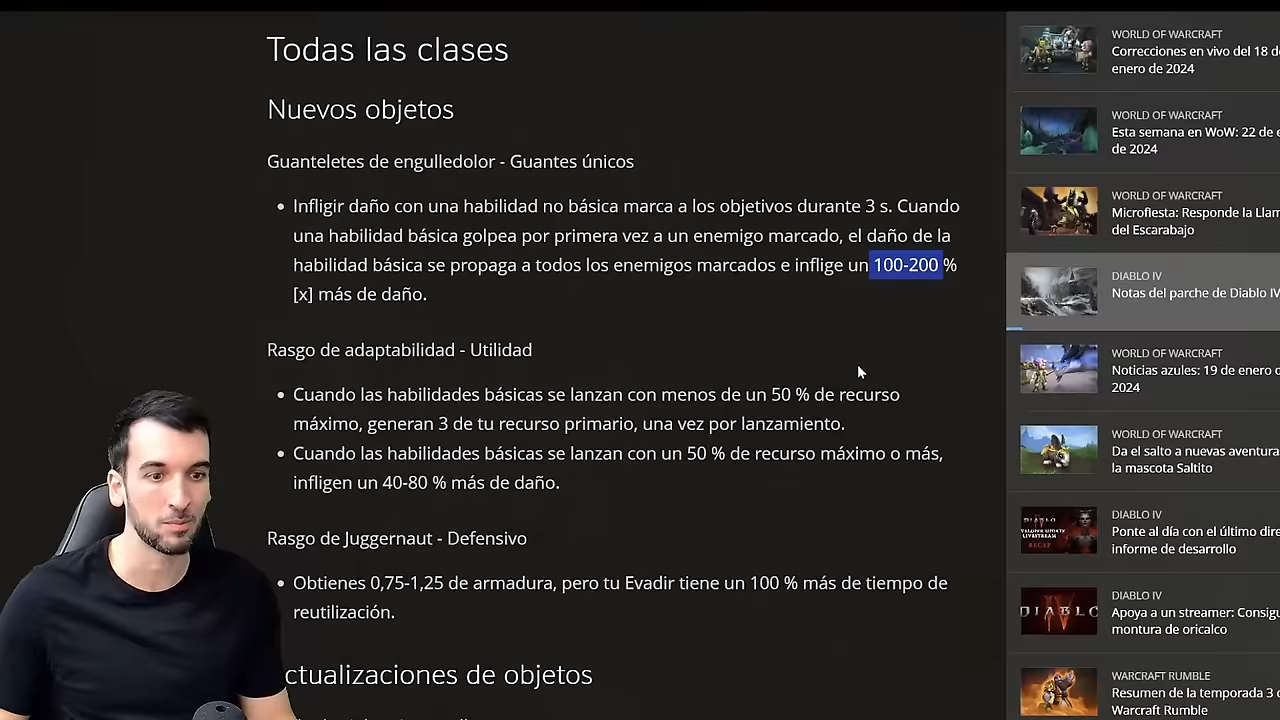 Todas las clases
Nuevos objetos
Guanteletes de engulledolor - Guantes únicos
Infligir daño con una habilidad no básica marca a los objetivos durante 3 s. Cuando
una habilidad básica golpea por primera vez a un enemigo marcado, el daño de la
habilidad básica se propaga a todos los enemigos marcados e inflige un 100-200 %
[x] más de daño.
Rasgo de adaptabilidad - Utilidad
Cuando las habilidades básicas se lanzan con menos de un 50 % de recurso
máximo, generan 3 de tu recurso primario, una vez por lanzamiento.
Cuando las habilidades básicas se lanzan con un 50 % de recurso máximo o más,
infligen un 40-80 % más de daño.
Rasgo de Juggernaut - Defensivo
Obtienes 0,75-1,25 de armadura, pero tu Evadir tiene un 100 % más de tiempo de
reutilización.
ctualizaciones de objetos
WORLD OF WARCRAFT
Correcciones en vivo del 18 de
enero de 2024
WORLD OF WARCRAFT
Esta semana en WoW: 22 de e
de 2024
WORLD OF WARCRAFT
Microfiesta: Responde la Llam
del Escarabajo
DIABLO IV
Notas del parche de Diablo IV
WORLD OF WARCRAFT
Noticias azules: 19 de enero d
2024
WORLD OF WARCRAFT
Da el salto a nuevas aventura
la mascota Saltito
DIABLO IV
Ponte al día con el último dire
informe de desarrollo
DIABLO IV
Apoya a un streamer: Consigu
montura de oricalco
WARCRAFT RUMBLE
Resumen de la temporada 3 d
Warcraft Rumble